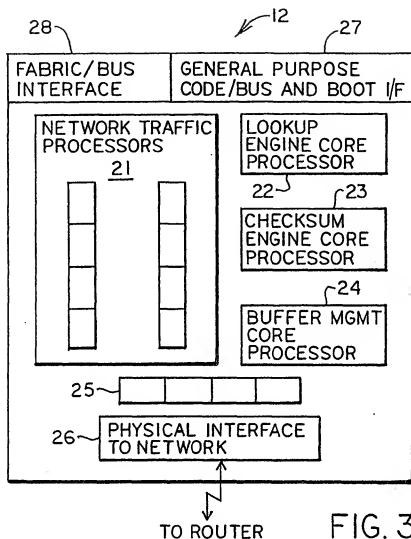 12
28
27
FABRIC/BUS
INTERFACE
GENERAL PURPOSE
CODE/BUS AND BOOT I/F
NETWORK TRAFFIC
PROCESSORS
21
LOOKUP
ENGINE CORE
PROCESSOR
22
23
CHECKSUM
ENGINE CORE
PROCESSOR
24
BUFFER MGMT
CORE
PROCESSOR
25
26
PHYSICAL INTERFACE
TO NETWORK
TO ROUTER
FIG. 3